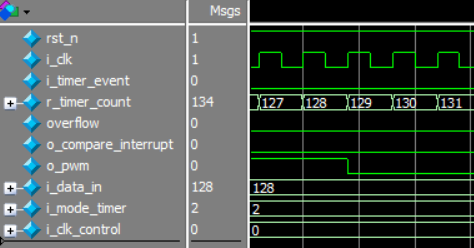 Msgs
rst_n 1
i_clk 1
i_timer_event 0
r_timer_count 134 127 128 129 130 131
overflow 0
o_compare_interrupt 0
o_pwm 0
i_data_in 128 128
i_mode_timer 2 2
i_clk_control 0 0